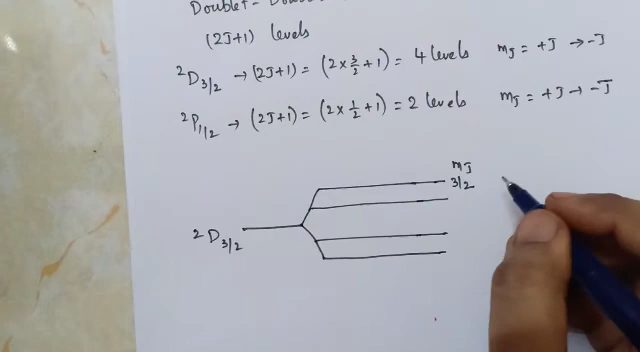 Doublet -
(2J+1) levels
²D₃/₂ → (2J+1) = (2×3/2+1) = 4 levels mJ = +J → -J
²P₁/₂ → (2J+1) = (2×1/2+1) = 2 levels mJ = +J → -J
mJ
3/2
²D₃/₂